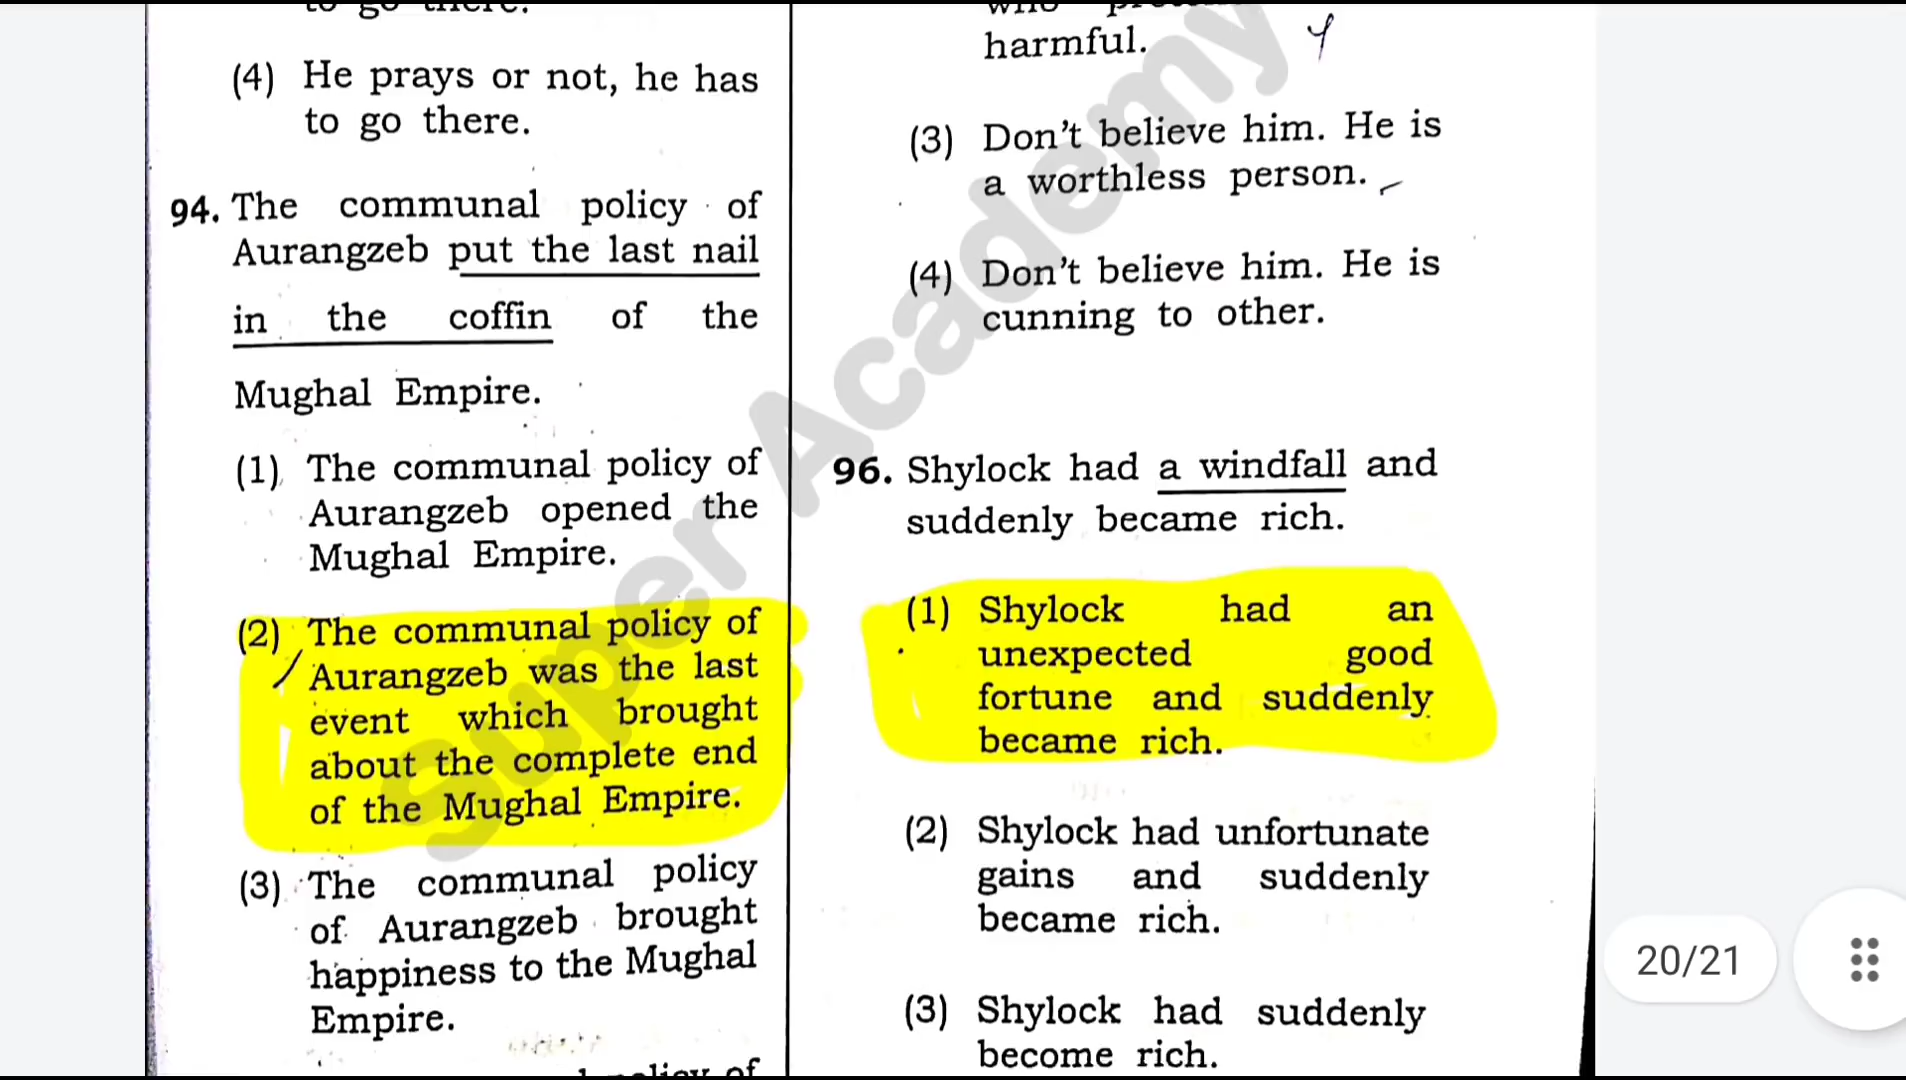 to go there.
(4) He prays or not, he has
to go there.
94. The communal policy of
Aurangzeb put the last nail
in the coffin of the
Mughal Empire.
(1) The communal policy of
Aurangzeb opened the
Mughal Empire.
(2) The communal policy of
Aurangzeb was the last
event which brought
about the complete end
of the Mughal Empire.
(3) The communal policy
of Aurangzeb brought
happiness to the Mughal
Empire.
policy of
who
harmful.
(3) Don't believe him. He is
a worthless person.
(4) Don't believe him. He is
cunning to other.
96. Shylock had a windfall and
suddenly became rich.
(1) Shylock had an
unexpected good
fortune and suddenly
became rich.
(2) Shylock had unfortunate
gains and suddenly
became rich.
(3) Shylock had suddenly
become rich.
Super Academy
20/21